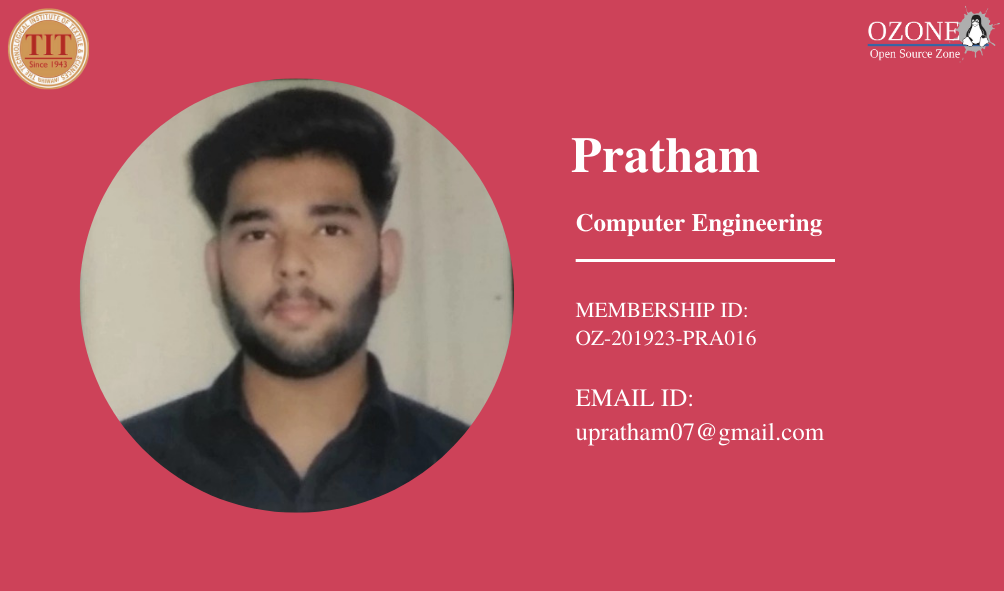 THE TECHNOLOGICAL INSTITUTE OF TEXTILE & SCIENCES
TIT
Since 1943
OZONE
Open Source Zone
Pratham
Computer Engineering
MEMBERSHIP ID:
OZ-201923-PRA016
EMAIL ID:
upratham07@gmail.com